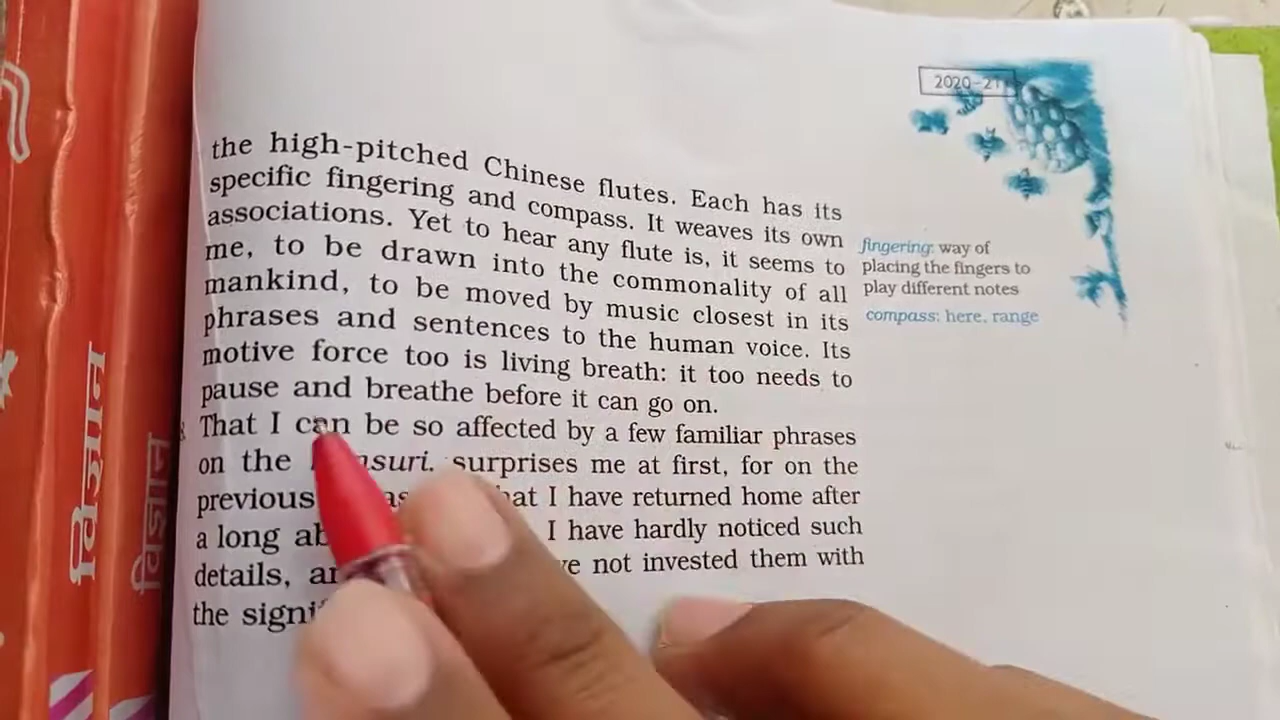 2020-21
the high-pitched Chinese flutes. Each has its
specific fingering and compass. It weaves its own
associations. Yet to hear any flute is, it seems to
me, to be drawn into the commonality of all
mankind, to be moved by music closest in its
phrases and sentences to the human voice. Its
motive force too is living breath: it too needs to
pause and breathe before it can go on.
That I can be so affected by a few familiar phrases
on the surprises me at first, for on the
previous that I have returned home after
a long I have hardly noticed such
details, not invested them with
the
fingering: way of
placing the fingers to
play different notes
compass: here, range
विज्ञान
विज्ञान